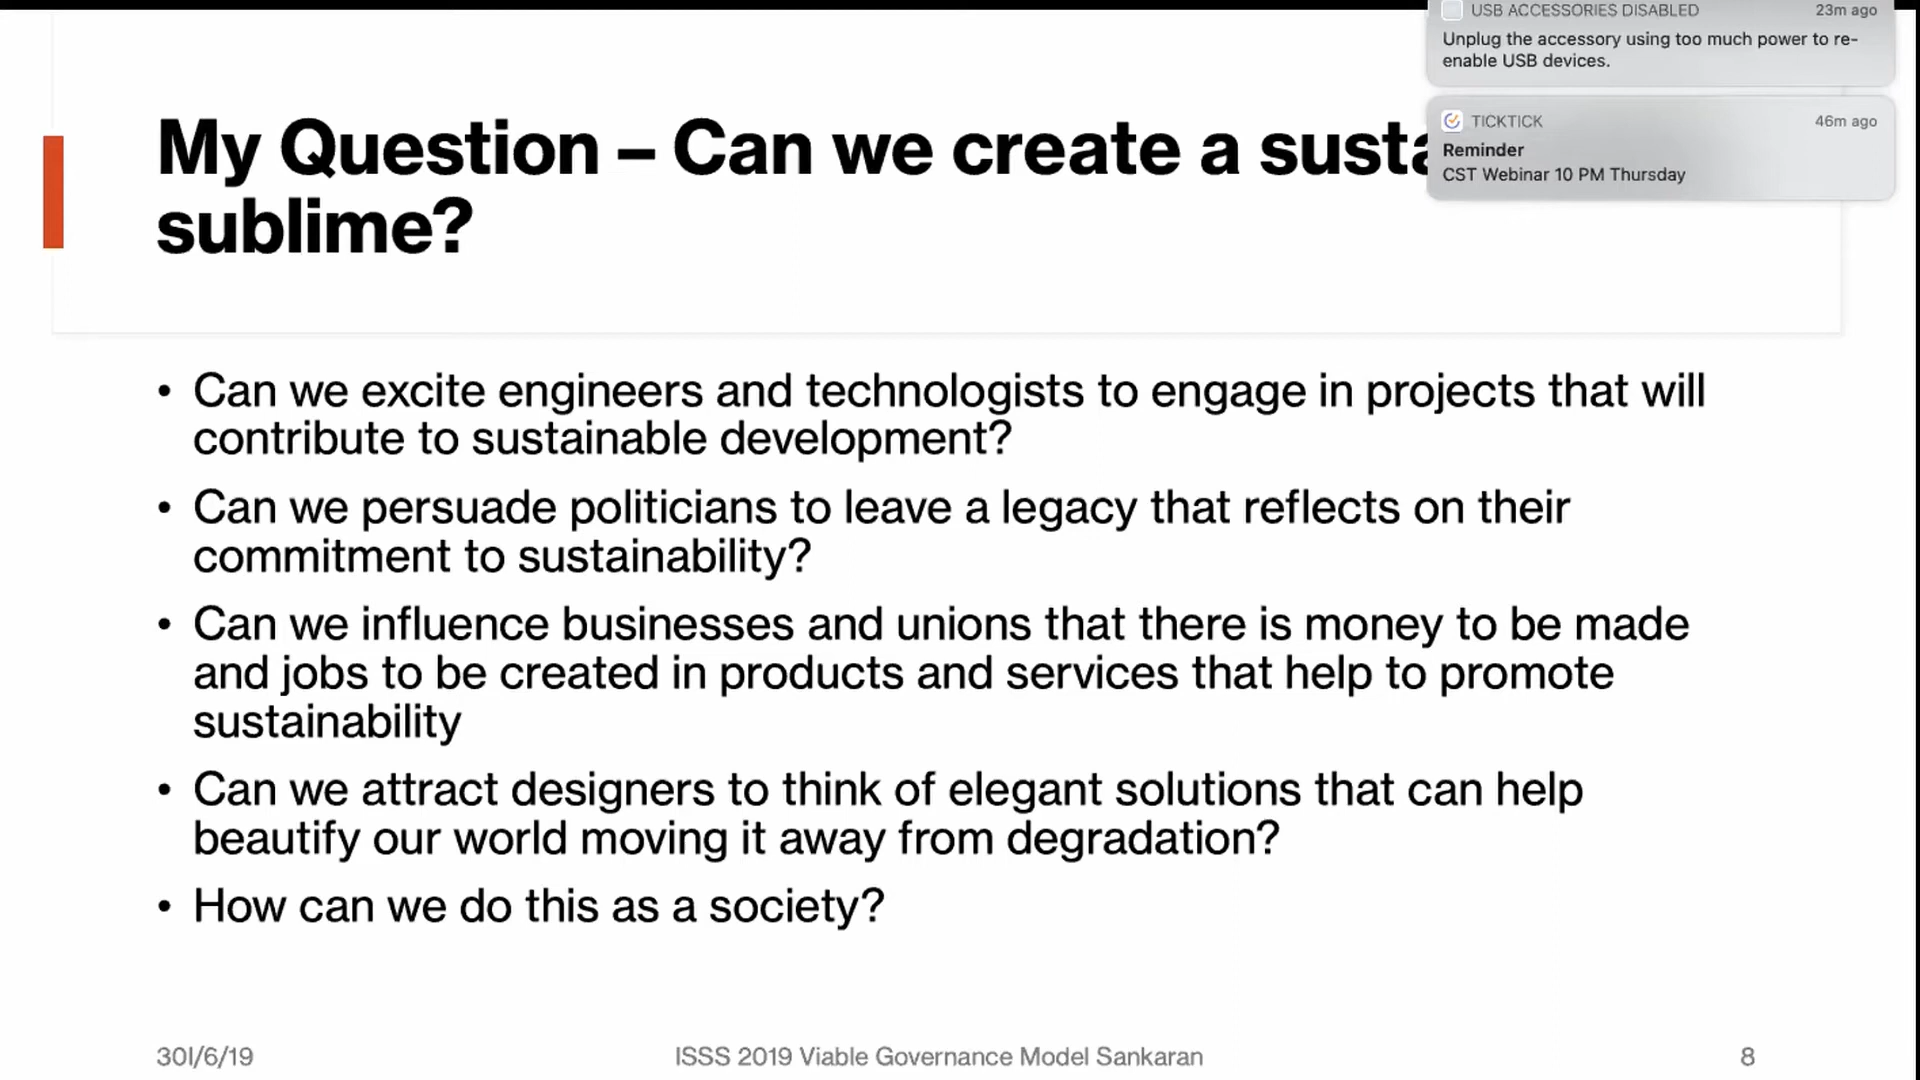 USB ACCESSORIES DISABLED 23m ago
Unplug the accessory using too much power to re-
enable USB devices.
TICKTICK 46m ago
Reminder
CST Webinar 10 PM Thursday
My Question – Can we create a
sublime?
• Can we excite engineers and technologists to engage in projects that will
contribute to sustainable development?
• Can we persuade politicians to leave a legacy that reflects on their
commitment to sustainability?
• Can we influence businesses and unions that there is money to be made
and jobs to be created in products and services that help to promote
sustainability
• Can we attract designers to think of elegant solutions that can help
beautify our world moving it away from degradation?
• How can we do this as a society?
30I/6/19
ISSS 2019 Viable Governance Model Sankaran
8